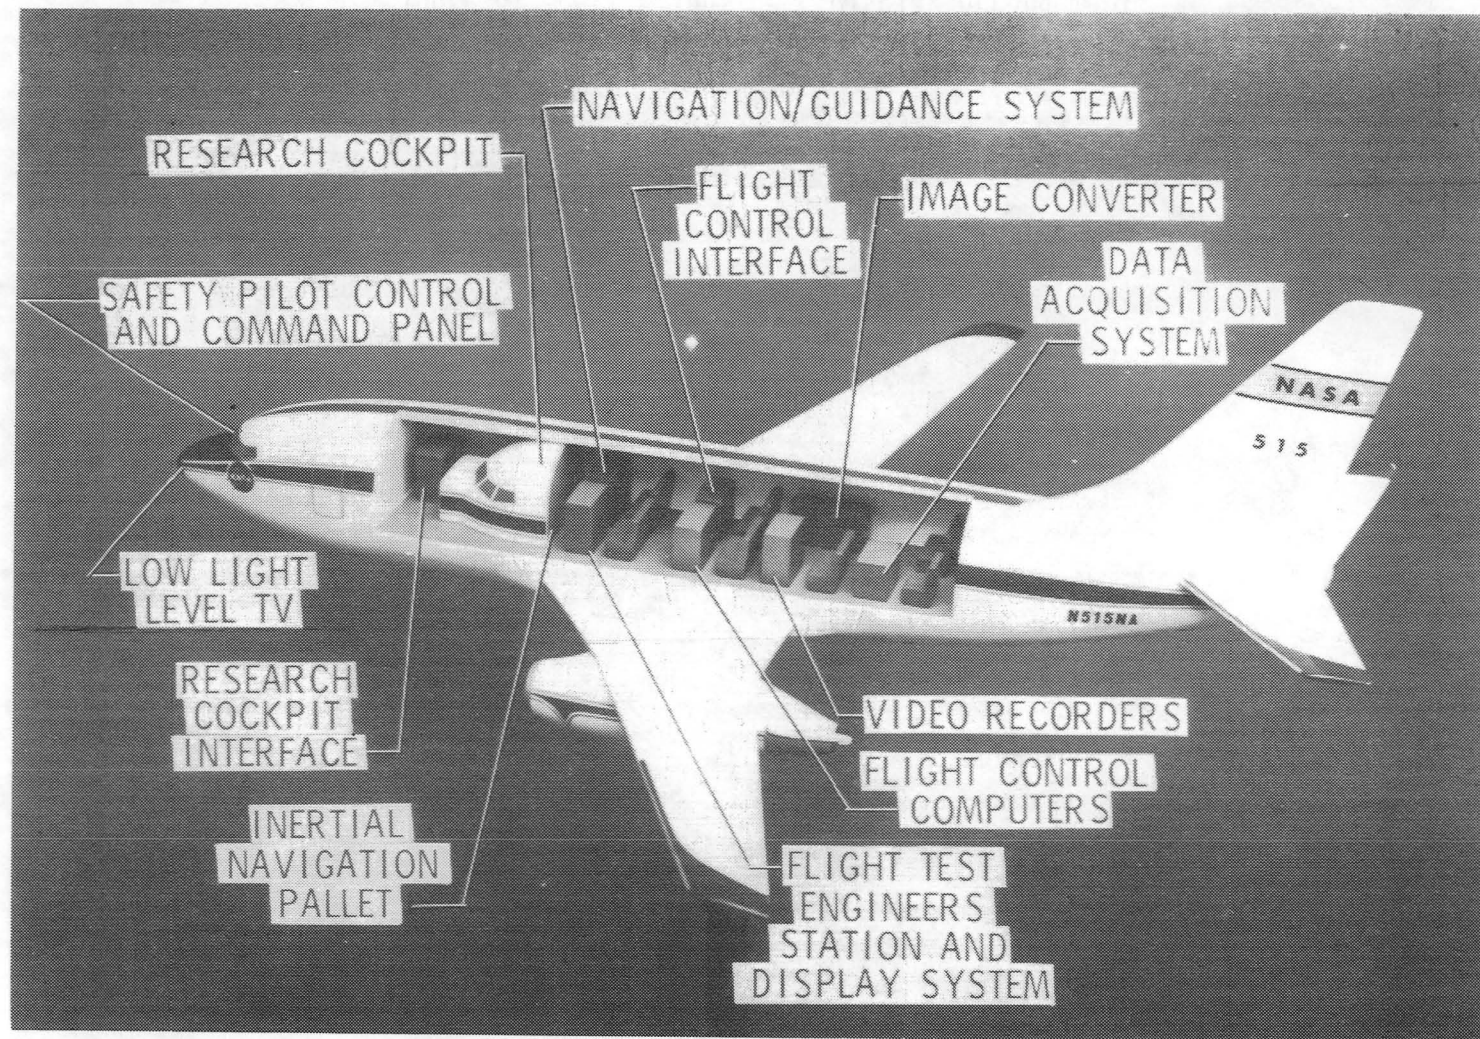 NAVIGATION/GUIDANCE SYSTEM
RESEARCH COCKPIT
FLIGHT
CONTROL
INTERFACE
IMAGE CONVERTER
DATA
ACQUISITION
SYSTEM
SAFETY PILOT CONTROL
AND COMMAND PANEL
NASA
515
LOW LIGHT
LEVEL TV
N515NA
RESEARCH
COCKPIT
INTERFACE
VIDEO RECORDERS
FLIGHT CONTROL
COMPUTERS
INERTIAL
NAVIGATION
PALLET
FLIGHT TEST
ENGINEERS
STATION AND
DISPLAY SYSTEM